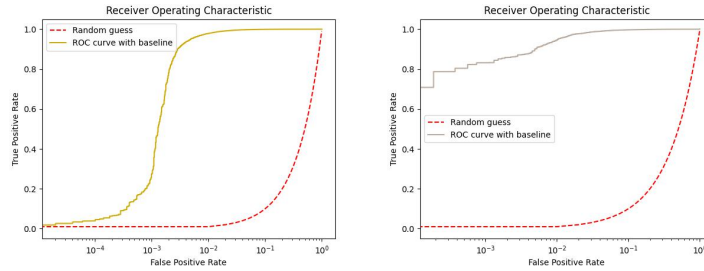 Receiver Operating Characteristic
Random guess
ROC curve with baseline
1.0
0.8
0.6
0.4
0.2
0.0
True Positive Rate
10⁻⁴
10⁻³
10⁻²
10⁻¹
10⁰
False Positive Rate
Receiver Operating Characteristic
1.0
0.8
0.6
0.4
0.2
0.0
True Positive Rate
Random guess
ROC curve with baseline
10⁻³
10⁻²
10⁻¹
10⁰
False Positive Rate